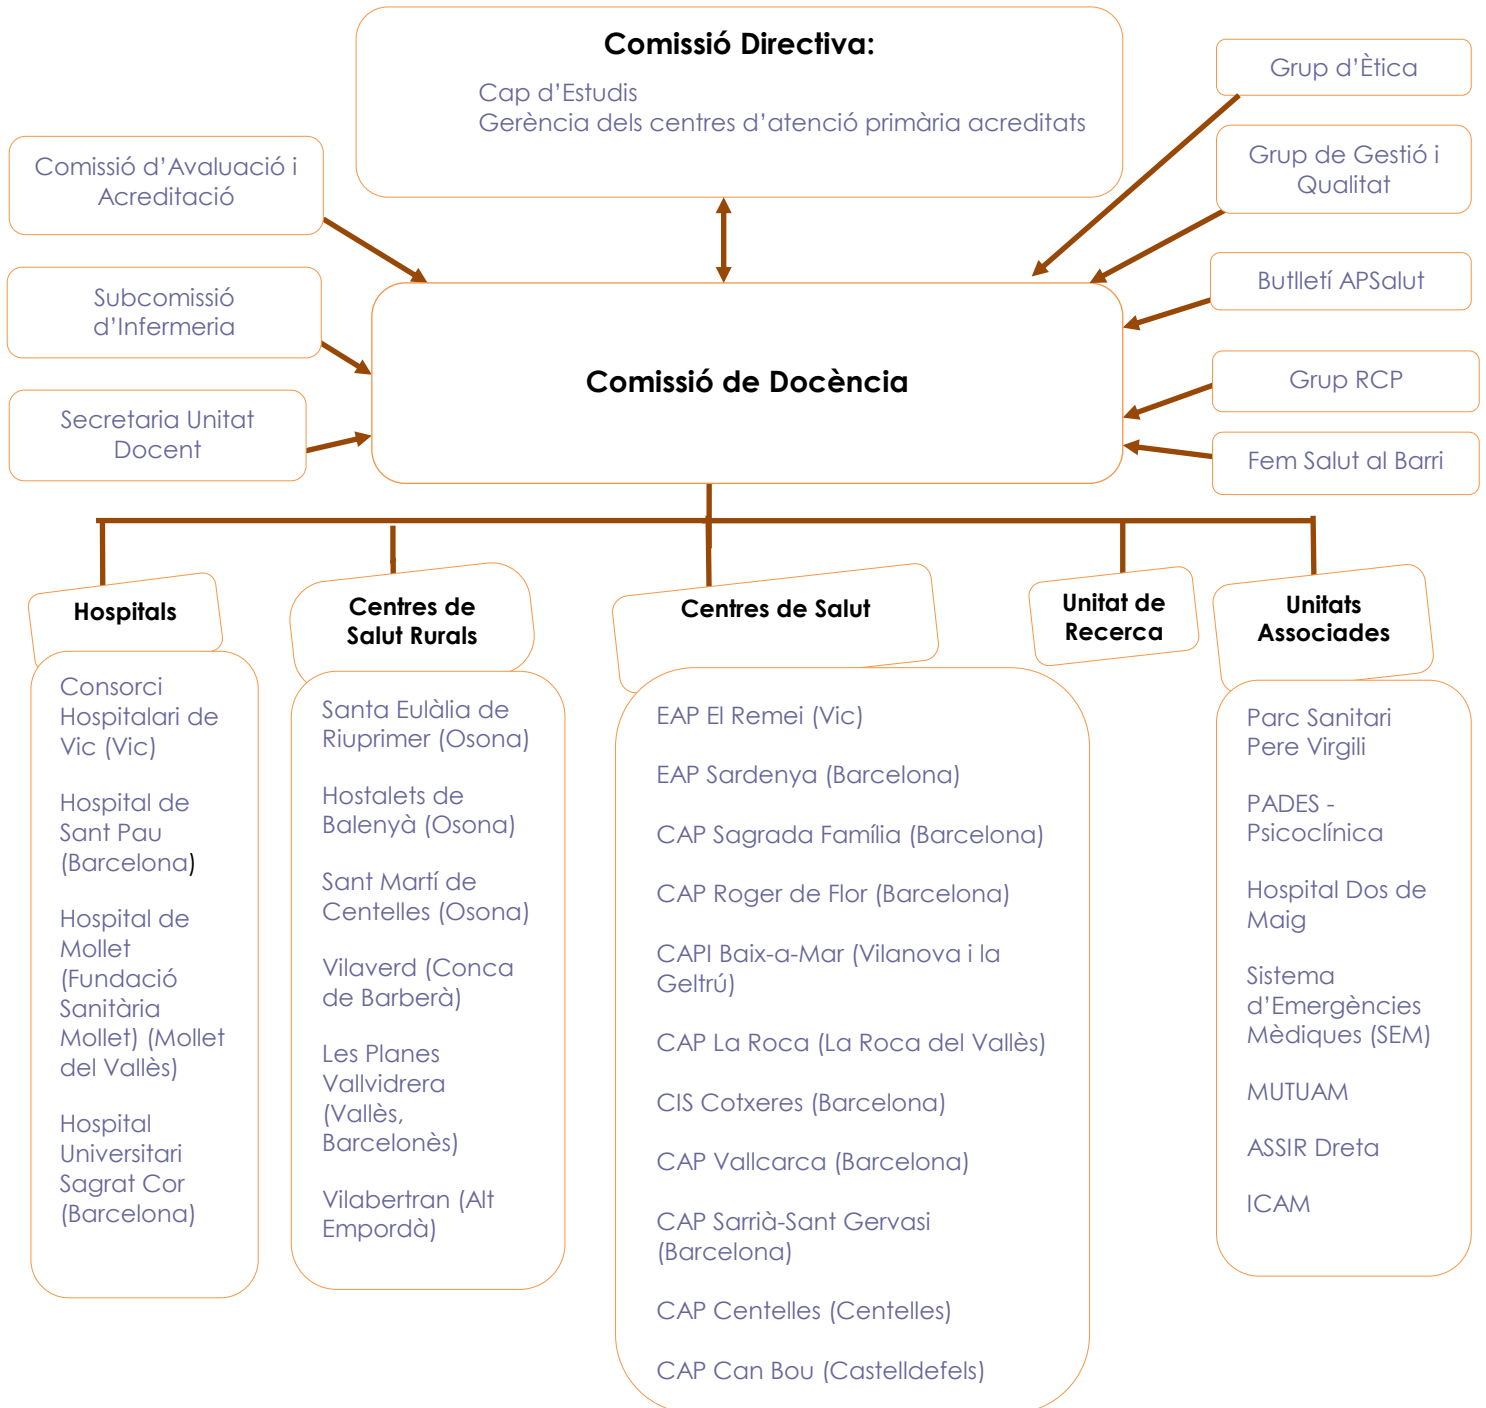 Comissió Directiva:
Cap d’Estudis
Gerència dels centres d’atenció primària acreditats
Comissió d’Avaluació i
Acreditació
Subcomissió
d’Infermeria
Secretaria Unitat
Docent
Grup d’Ètica
Grup de Gestió i
Qualitat
Butlletí APSalut
Grup RCP
Fem Salut al Barri
Comissió de Docència
Hospitals
Consorci
Hospitalari de
Vic (Vic)
Hospital de
Sant Pau
(Barcelona)
Hospital de
Mollet
(Fundació
Sanitària
Mollet) (Mollet
del Vallès)
Hospital
Universitari
Sagrat Cor
(Barcelona)
Centres de
Salut Rurals
Santa Eulàlia de
Riuprimer (Osona)
Hostalets de
Balenyà (Osona)
Sant Martí de
Centelles (Osona)
Vilaverd (Conca
de Barberà)
Les Planes
Vallvidrera
(Vallès,
Barcelonès)
Vilabertran (Alt
Empordà)
Centres de Salut
EAP El Remei (Vic)
EAP Sardenya (Barcelona)
CAP Sagrada Família (Barcelona)
CAP Roger de Flor (Barcelona)
CAPI Baix-a-Mar (Vilanova i la
Geltrú)
CAP La Roca (La Roca del Vallès)
CIS Cotxeres (Barcelona)
CAP Vallcarca (Barcelona)
CAP Sarrià-Sant Gervasi
(Barcelona)
CAP Centelles (Centelles)
CAP Can Bou (Castelldefels)
Unitat de
Recerca
Unitats
Associades
Parc Sanitari
Pere Virgili
PADES -
Psicoclínica
Hospital Dos de
Maig
Sistema
d’Emergències
Mèdiques (SEM)
MUTUAM
ASSIR Dreta
ICAM